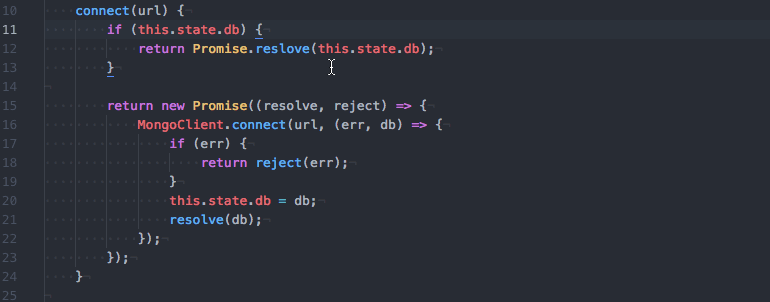 10 connect(url) {
11 if (this.state.db) {
12 return Promise.reslove(this.state.db);
13 }
14
15 return new Promise((resolve, reject) => {
16 MongoClient.connect(url, (err, db) => {
17 if (err) {
18 return reject(err);
19 }
20 this.state.db = db;
21 resolve(db);
22 });
23 });
24 }
25